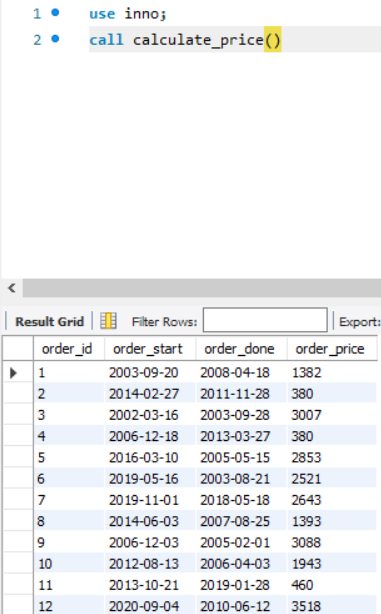 1 use inno;
2 call calculate_price()
<
Result Grid Filter Rows: Export:
order_id order_start order_done order_price
1 2003-09-20 2008-04-18 1382
2 2014-02-27 2011-11-28 380
3 2002-03-16 2003-09-28 3007
4 2006-12-18 2013-03-27 380
5 2016-03-10 2005-05-15 2853
6 2019-05-16 2003-08-21 2521
7 2019-11-01 2018-05-18 2643
8 2014-06-03 2007-08-25 1393
9 2006-12-03 2005-02-01 3088
10 2012-08-13 2006-04-03 1943
11 2013-10-21 2019-01-28 460
12 2020-09-04 2010-06-12 3518